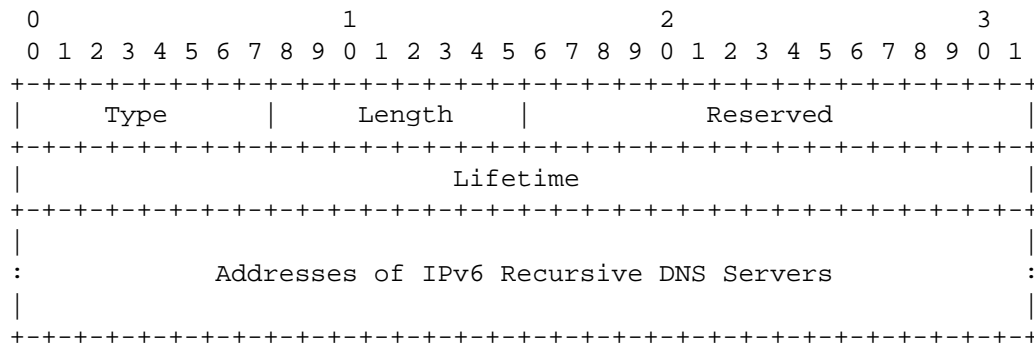 0                   1                   2                   3
 0 1 2 3 4 5 6 7 8 9 0 1 2 3 4 5 6 7 8 9 0 1 2 3 4 5 6 7 8 9 0 1
+-+-+-+-+-+-+-+-+-+-+-+-+-+-+-+-+-+-+-+-+-+-+-+-+-+-+-+-+-+-+-+-+
|     Type      |     Length    |           Reserved            |
+-+-+-+-+-+-+-+-+-+-+-+-+-+-+-+-+-+-+-+-+-+-+-+-+-+-+-+-+-+-+-+-+
|                           Lifetime                            |
+-+-+-+-+-+-+-+-+-+-+-+-+-+-+-+-+-+-+-+-+-+-+-+-+-+-+-+-+-+-+-+-+
|                                                               |
:            Addresses of IPv6 Recursive DNS Servers            :
|                                                               |
+-+-+-+-+-+-+-+-+-+-+-+-+-+-+-+-+-+-+-+-+-+-+-+-+-+-+-+-+-+-+-+-+